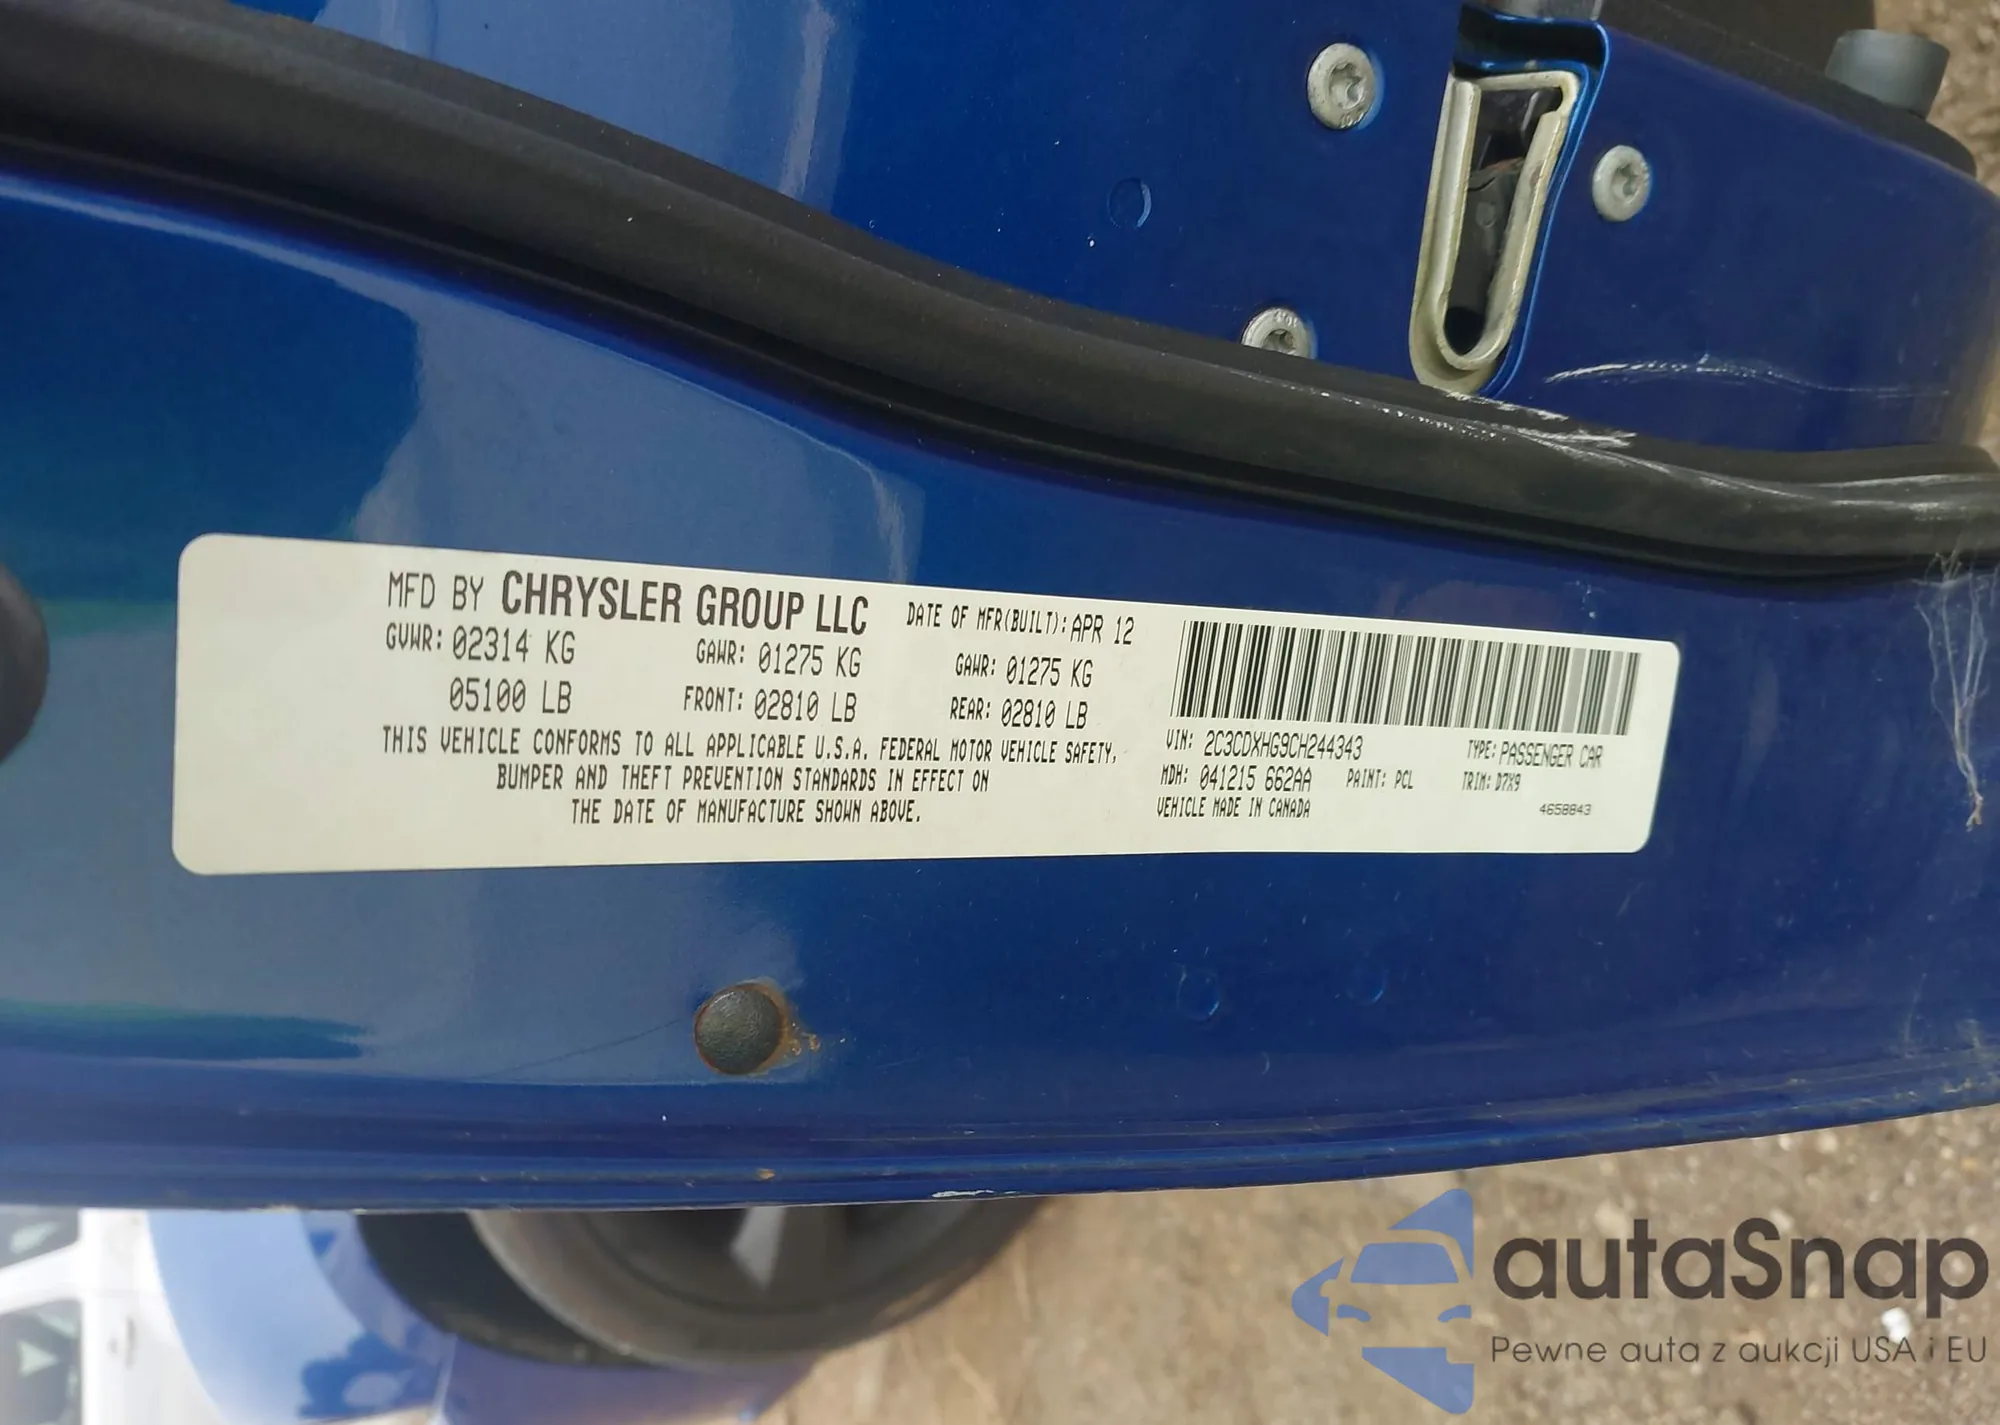 MFD BY CHRYSLER GROUP LLC DATE OF MFR(BUILT): APR 12
GVWR: 02314 KG GAWR: 01275 KG GAWR: 01275 KG
05100 LB FRONT: 02810 LB REAR: 02810 LB
THIS VEHICLE CONFORMS TO ALL APPLICABLE U.S.A. FEDERAL MOTOR VEHICLE SAFETY,
BUMPER AND THEFT PREVENTION STANDARDS IN EFFECT ON
THE DATE OF MANUFACTURE SHOWN ABOVE.
VIN: 2C3CDXHG9CH244343 TYPE: PASSENGER CAR
MDH: 041215 662AA PAINT: PCL TRIM: D7X9
VEHICLE MADE IN CANADA 4658843
autaSnap
Pewne auta z aukcji USA i EU